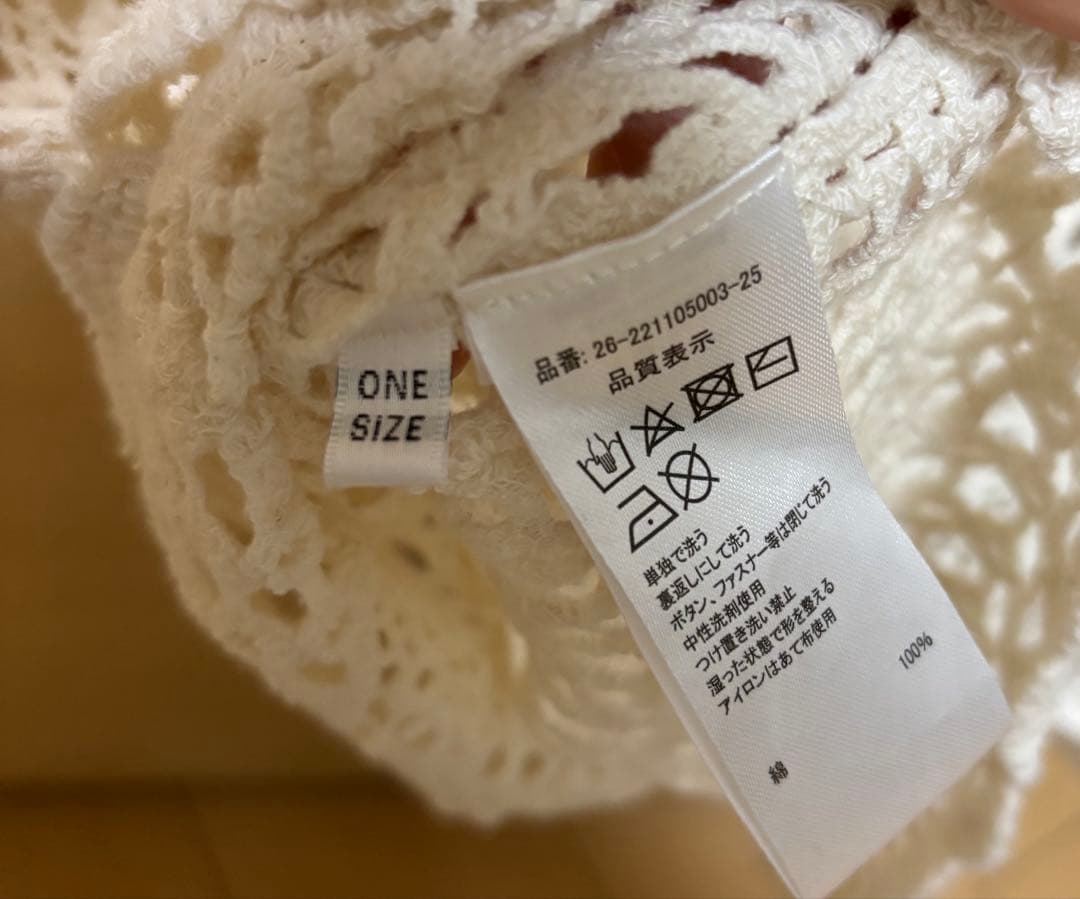 ONE
SIZE
品番: 26-221105003-25
品質表示
単独で洗う
裏返しにして洗う
ボタン、ファスナー等は閉じて洗う
中性洗剤使用
つけ置き洗い禁止
湿った状態で形を整える
アイロンはあて布使用
綿 100%